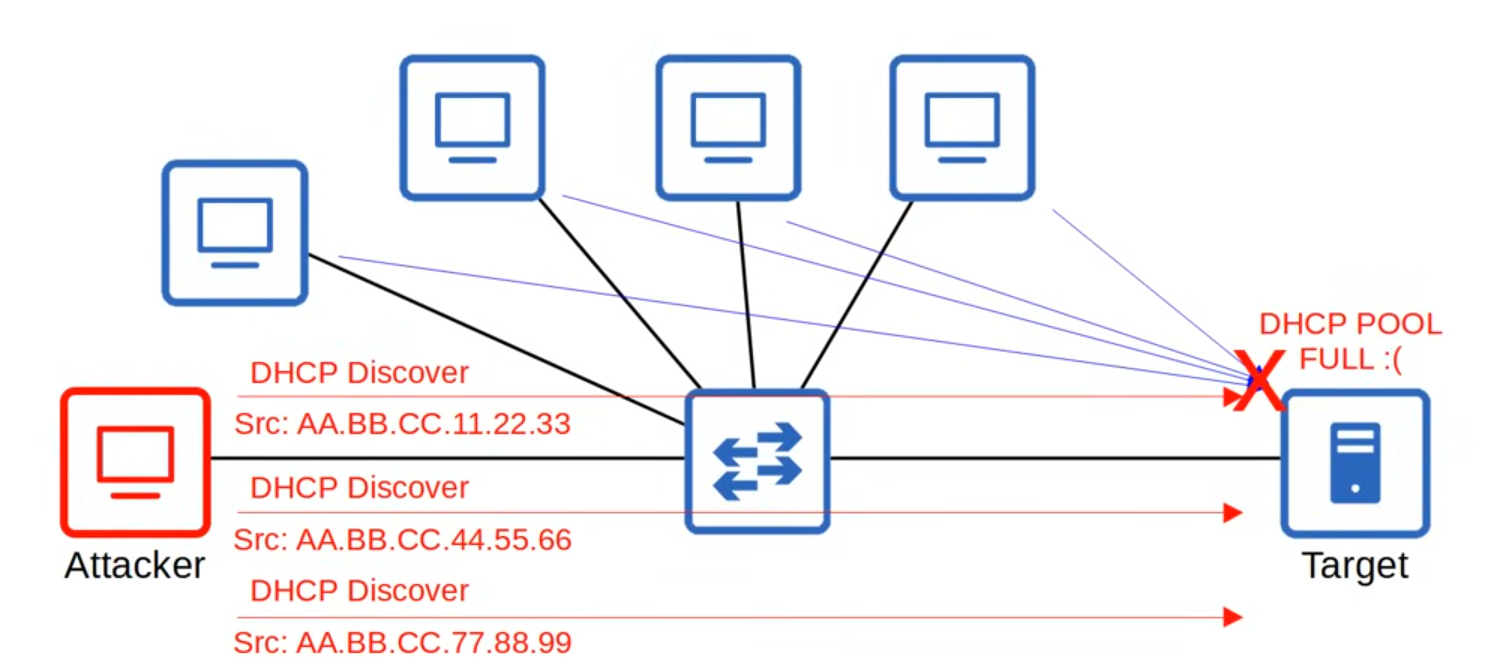 DHCP POOL
FULL :(
DHCP Discover
Src: AA.BB.CC.11.22.33
DHCP Discover
Src: AA.BB.CC.44.55.66
Attacker
Target
DHCP Discover
Src: AA.BB.CC.77.88.99